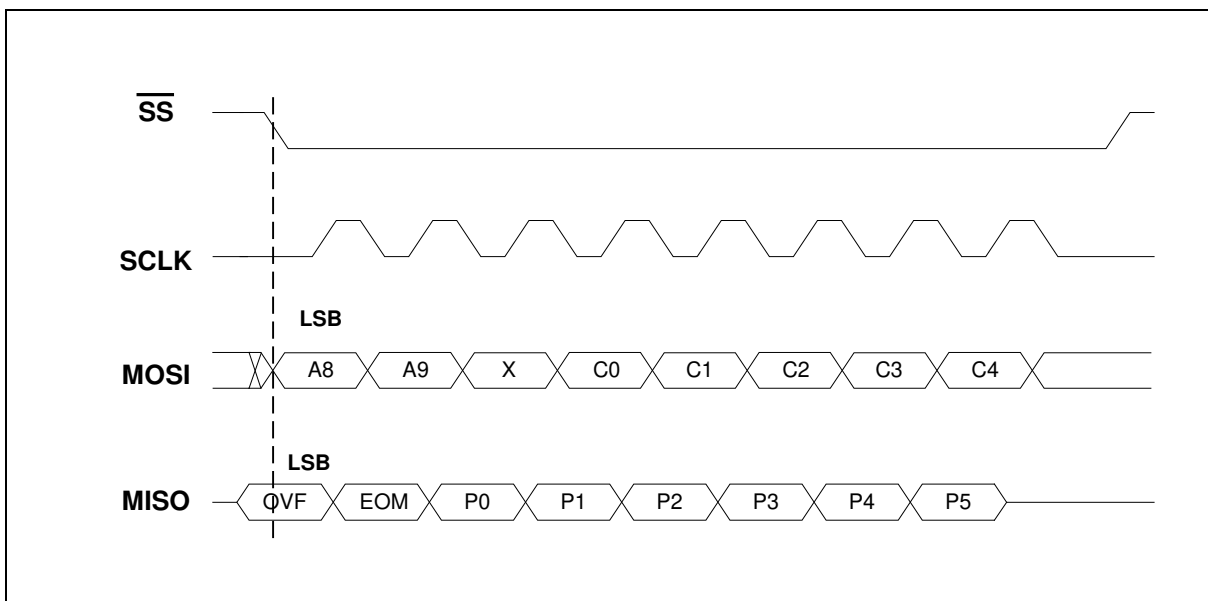 SS
SCLK
LSB
MOSI A8 A9 X C0 C1 C2 C3 C4
LSB
MISO OVF EOM P0 P1 P2 P3 P4 P5